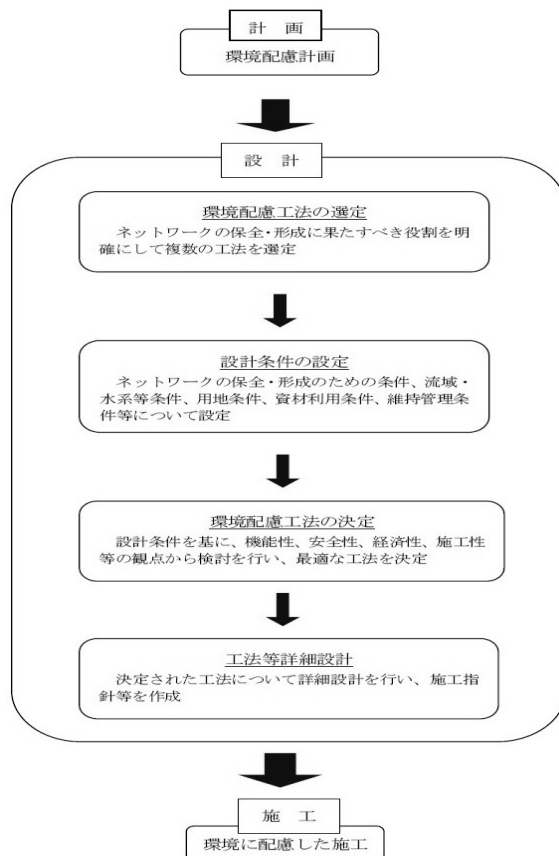 計　画
環境配慮計画
設　計
環境配慮工法の選定
ネットワークの保全・形成に果たすべき役割を明
確にして複数の工法を選定
設計条件の設定
ネットワークの保全・形成のための条件、流域・
水系等条件、用地条件、資材利用条件、維持管理条
件等について設定
環境配慮工法の決定
設計条件を基に、機能性、安全性、経済性、施工性
等の観点から検討を行い、最適な工法を決定
工法等詳細設計
決定された工法について詳細設計を行い、施工指
針等を作成
施　工
環境に配慮した施工